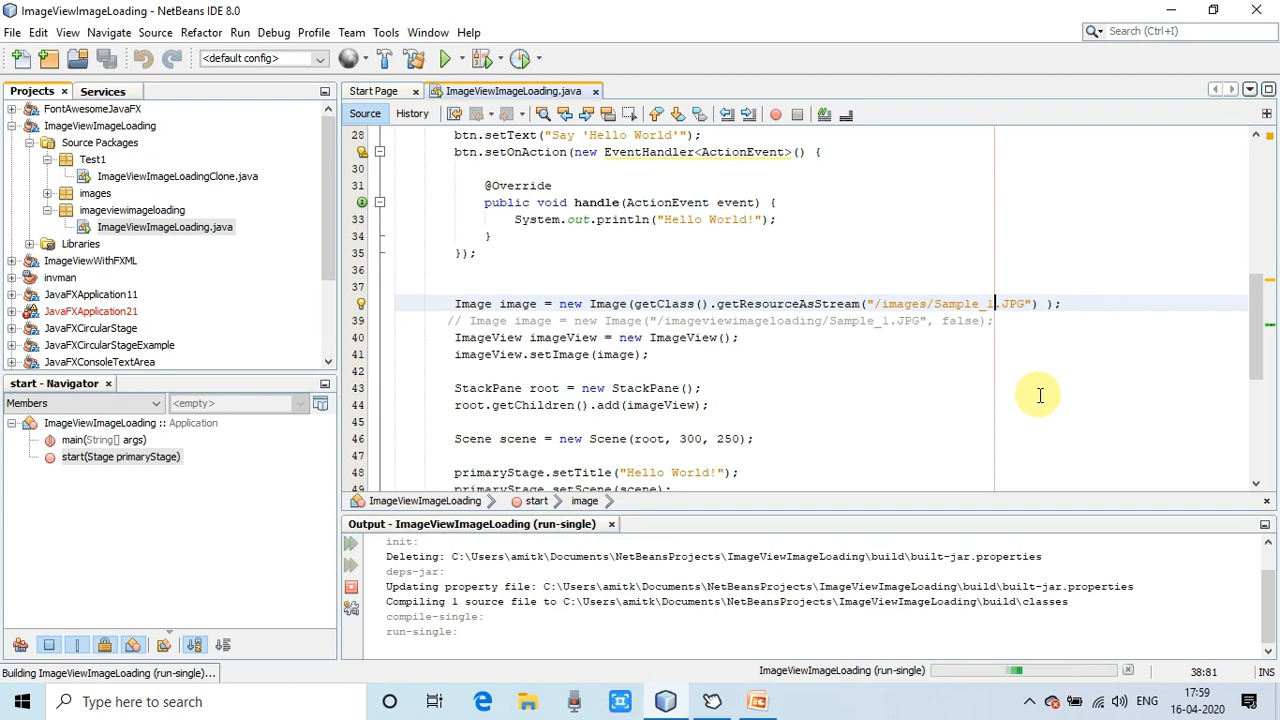 ImageViewImageLoading - NetBeans IDE 8.0
File Edit View Navigate Source Refactor Run Debug Profile Team Tools Window Help
Search (Ctrl+I)
<default config>
Projects Services
FontAwesomeJavaFX
ImageViewImageLoading
Source Packages
Test1
ImageViewImageLoadingClone.java
images
imageviewimageloading
ImageViewImageLoading.java
Libraries
ImageViewWithFXML
invman
JavaFXApplication11
JavaFXApplication21
JavaFXCircularStage
JavaFXCircularStage
JavaFXConsoleTextArea
start - Navigator
Members <empty>
ImageViewImageLoading :: Application
main(String[] args)
start(Stage primaryStage)
Start Page ImageViewImageLoading.java
Source History
28 btn.setText("Say 'Hello World'");
btn.setOnAction(new EventHandler<ActionEvent>() {
30
31 @Override
public void handle(ActionEvent event) {
33 System.out.println("Hello World!");
34 }
35 });
36
37
Image image = new Image(getClass().getResourceAsStream("/images/Sample_1.JPG") );
39 // Image image = new Image("/imageviewimageloading/Sample_1.JPG", false);
40 ImageView imageView = new ImageView();
41 imageView.setImage(image);
42
43 StackPane root = new StackPane();
44 root.getChildren().add(imageView);
45
46 Scene scene = new Scene(root, 300, 250);
47
48 primaryStage.setTitle("Hello World!");
49 primaryStage.setScene(scene);
ImageViewImageLoading start image
Output - ImageViewImageLoading (run-single)
init:
Deleting: C:\Users\amitk\Documents\NetBeansProjects\ImageViewImageLoading\build\built-jar.properties
deps-jar:
Updating property file: C:\Users\amitk\Documents\NetBeansProjects\ImageViewImageLoading\build\built-jar.properties
Compiling 1 source file to C:\Users\amitk\Documents\NetBeansProjects\ImageViewImageLoading\build\classes
compile-single:
run-single:
Building ImageViewImageLoading (run-single)...
ImageViewImageLoading (run-single)
38:81 INS
Type here to search
ENG
17:59
16-04-2020